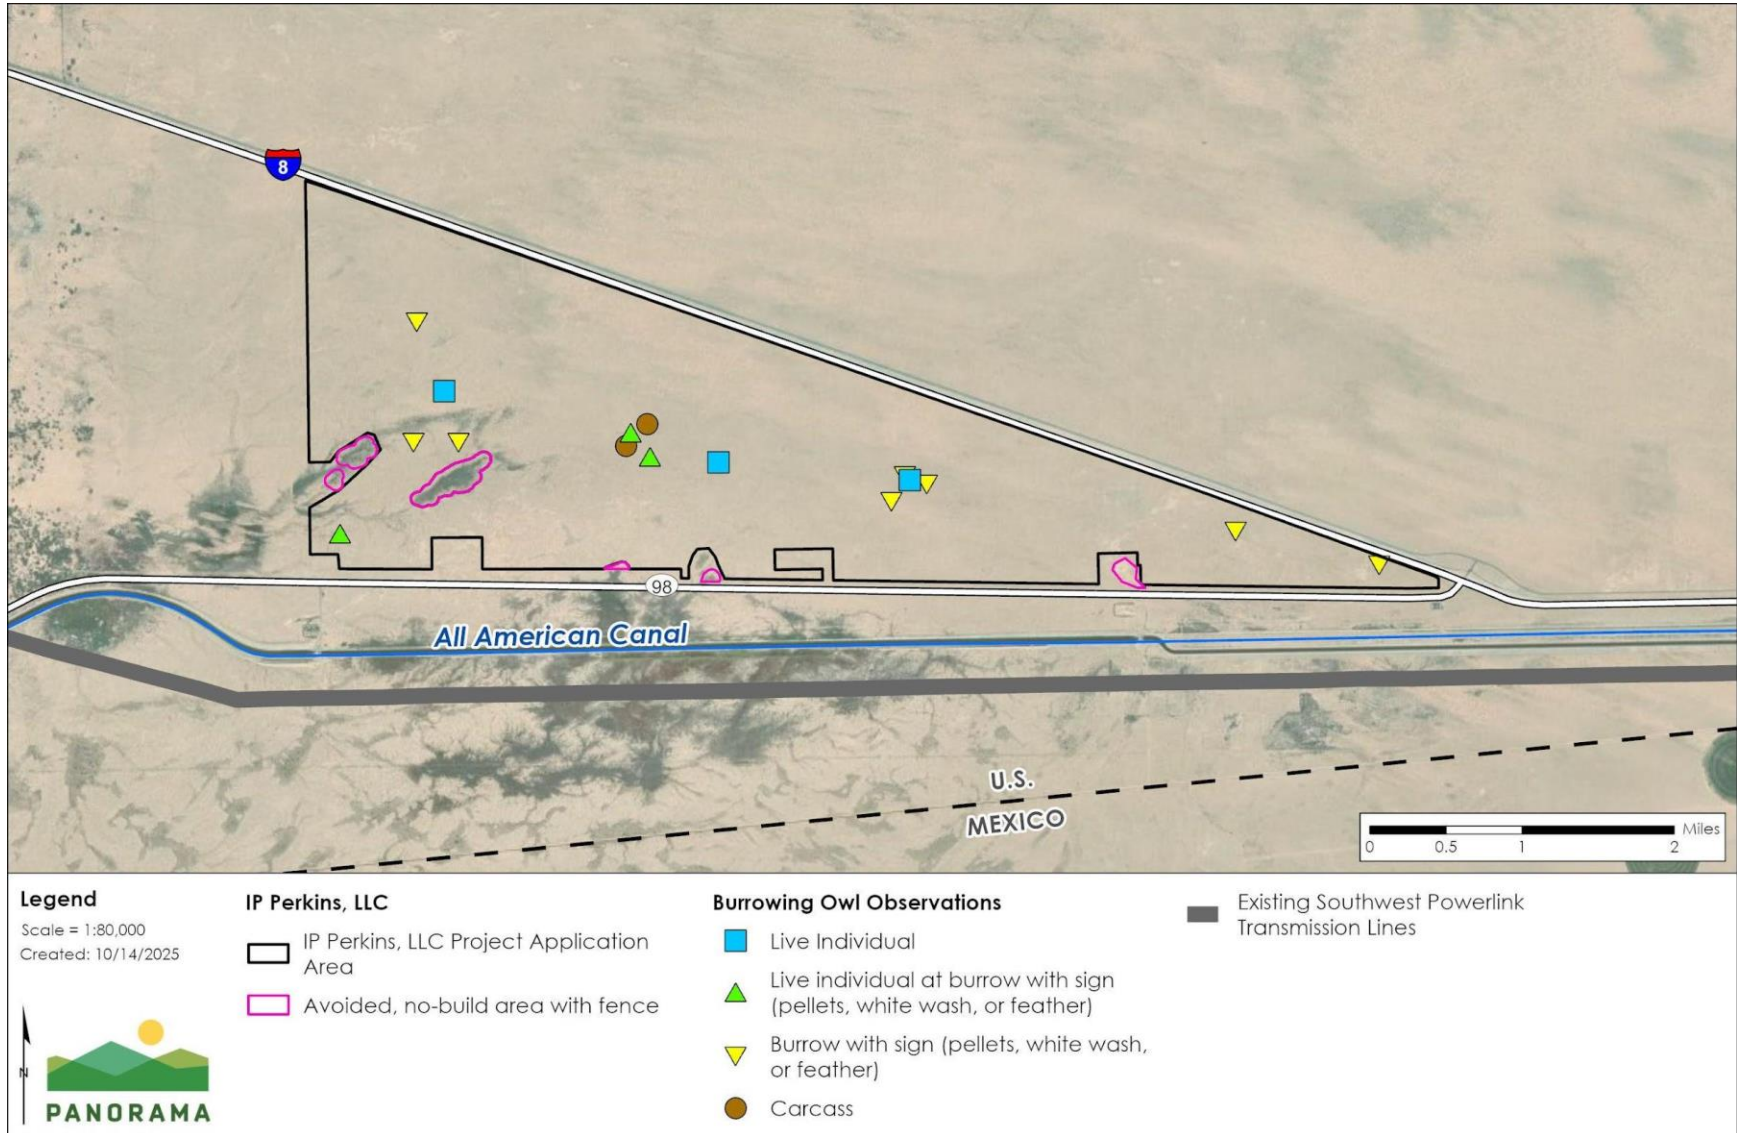 8
98
All American Canal
U.S.
MEXICO
Miles
0 0.5 1 2
Legend
Scale = 1:80,000
Created: 10/14/2025
N
PANORAMA
IP Perkins, LLC
IP Perkins, LLC Project Application
Area
Avoided, no-build area with fence
Burrowing Owl Observations
Live Individual
Live individual at burrow with sign
(pellets, white wash, or feather)
Burrow with sign (pellets, white wash,
or feather)
Carcass
Existing Southwest Powerlink
Transmission Lines